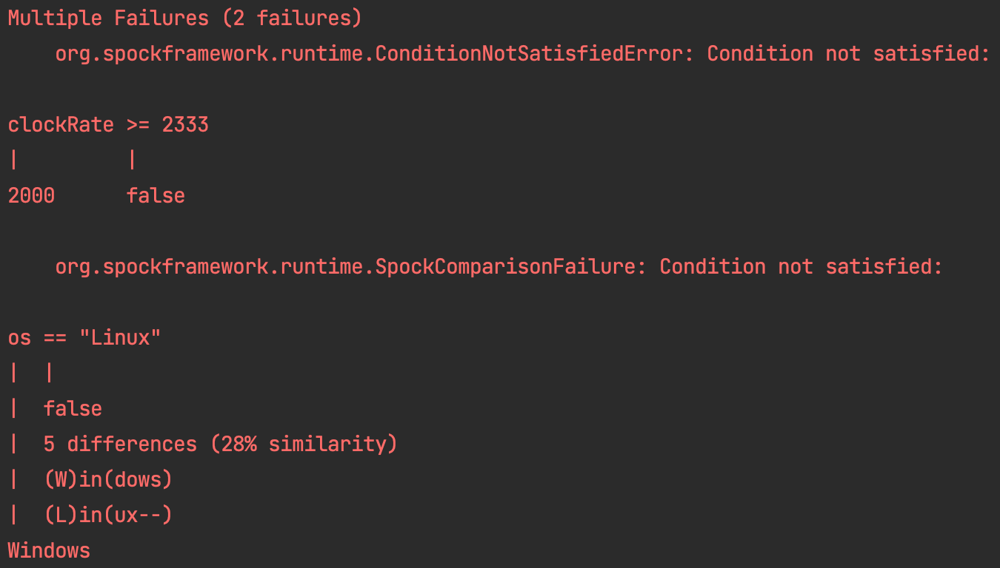 Multiple Failures (2 failures)
    org.spockframework.runtime.ConditionNotSatisfiedError: Condition not satisfied:

clockRate >= 2333
|         |
2000      false

    org.spockframework.runtime.SpockComparisonFailure: Condition not satisfied:

os == "Linux"
|  |
|  false
|  5 differences (28% similarity)
|  (W)in(dows)
|  (L)in(ux--)
Windows